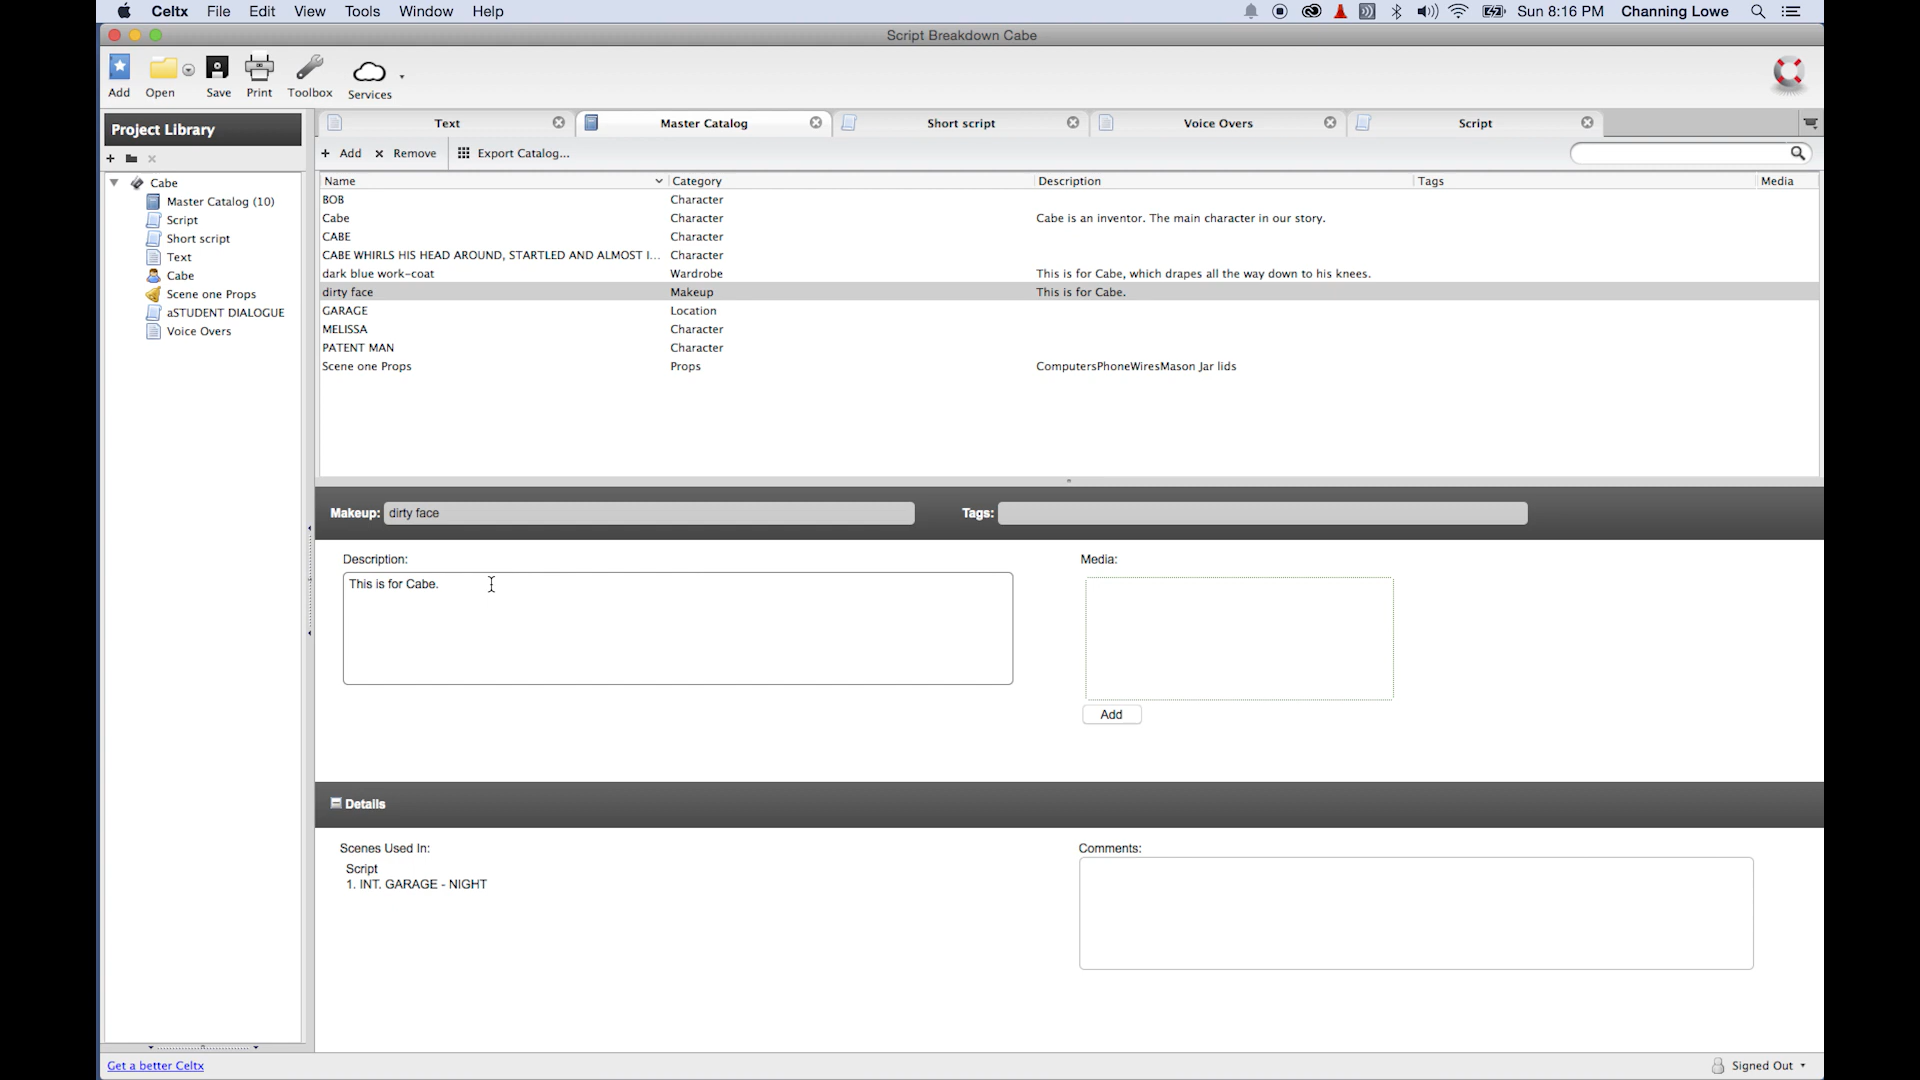 Celtx File Edit View Tools Window Help Sun 8:16 PM Channing Lowe
Script Breakdown Cabe
Add Open Save Print Toolbox Services
Project Library
Text Master Catalog Short script Voice Overs Script
+ Add × Remove Export Catalog...
Name Category Description Tags Media
Cabe
Master Catalog (10)
Script
Short script
Text
Cabe
Scene one Props
aSTUDENT DIALOGUE
Voice Overs
BOB Character
Cabe Character Cabe is an inventor. The main character in our story.
CABE Character
CABE WHIRLS HIS HEAD AROUND, STARTLED AND ALMOST I... Character
dark blue work-coat Wardrobe This is for Cabe, which drapes all the way down to his knees.
dirty face Makeup This is for Cabe.
GARAGE Location
MELISSA Character
PATENT MAN Character
Scene one Props Props ComputersPhoneWiresMason Jar lids
Makeup: dirty face Tags:
Description: Media:
This is for Cabe.
Add
Details
Scenes Used In: Comments:
Script
1. INT. GARAGE - NIGHT
Get a better Celtx Signed Out